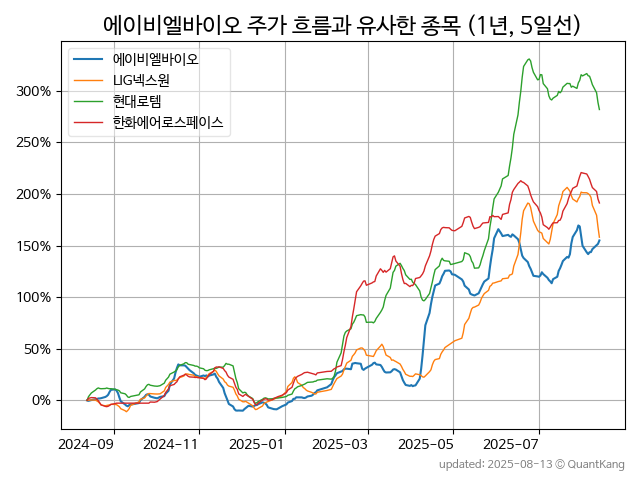 에이비엘바이오 주가 흐름과 유사한 종목 (1년, 5일선)
에이비엘바이오
LIG넥스원
현대로템
한화에어로스페이스
300%
250%
200%
150%
100%
50%
0%
2024-09 2024-11 2025-01 2025-03 2025-05 2025-07
updated: 2025-08-13 © QuantKang